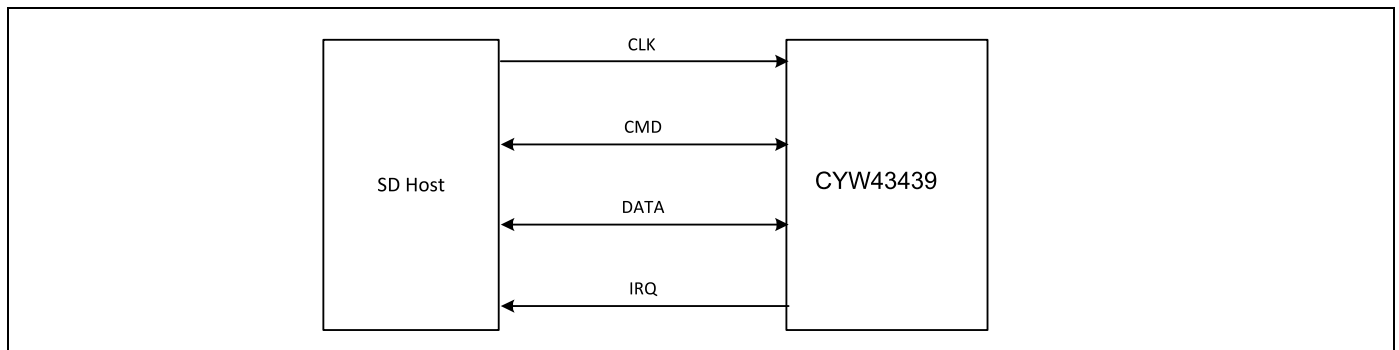 CLK
CMD
SD Host
CYW43439
DATA
IRQ